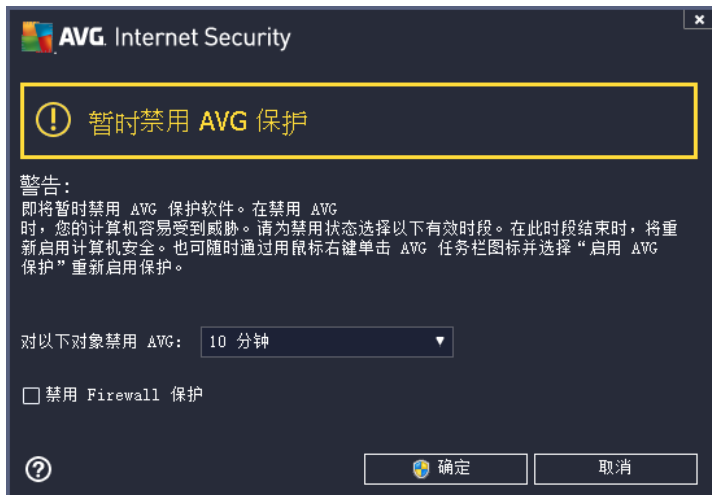 AVG. Internet Security
暂时禁用 AVG 保护
警告:
即将暂时禁用 AVG 保护软件。在禁用 AVG
时，您的计算机容易受到威胁。请为禁用状态选择以下有效时段。在此时段结束时，将重
新启用计算机安全。也可随时通过用鼠标右键单击 AVG 任务栏图标并选择“启用 AVG
保护”重新启用保护。
对以下对象禁用 AVG: 10 分钟
禁用 Firewall 保护
确定 取消